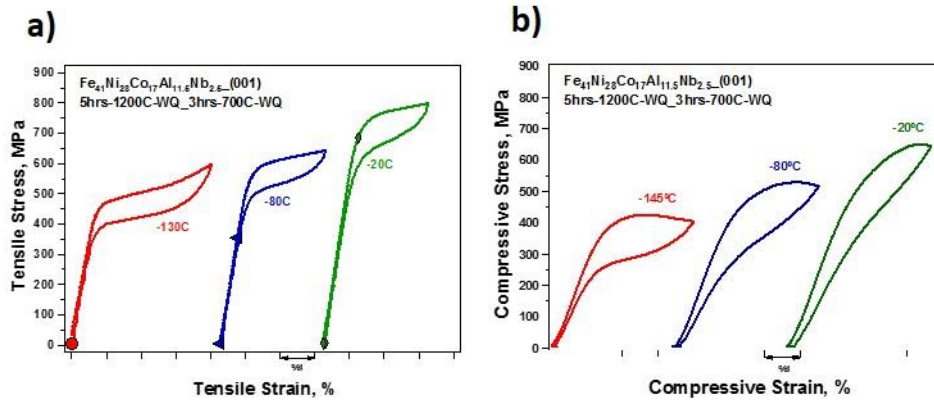 a)
Fe41Ni28Co17Al11.5Nb2.5_(001)
5hrs-1200C-WQ_3hrs-700C-WQ
900
800
700
600
500
400
300
200
100
0
Tensile Stress, MPa
-130C
-80C
-20C
Tensile Strain, %
b)
Fe41Ni28Co17Al11.5Nb2.5_(001)
5hrs-1200C-WQ_3hrs-700C-WQ
900
800
700
600
500
400
300
200
100
0
Compressive Stress, MPa
-145ºC
-80ºC
-20ºC
Compressive Strain, %